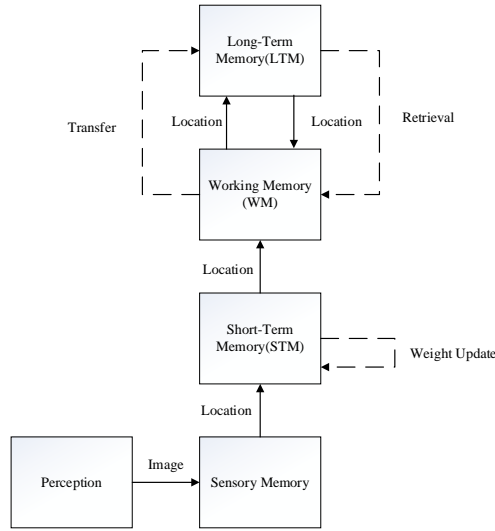 Long-Term
Memory(LTM)
Transfer
Location
Location
Retrieval
Working Memory
(WM)
Location
Short-Term
Memory(STM)
Weight Update
Location
Perception
Image
Sensory Memory